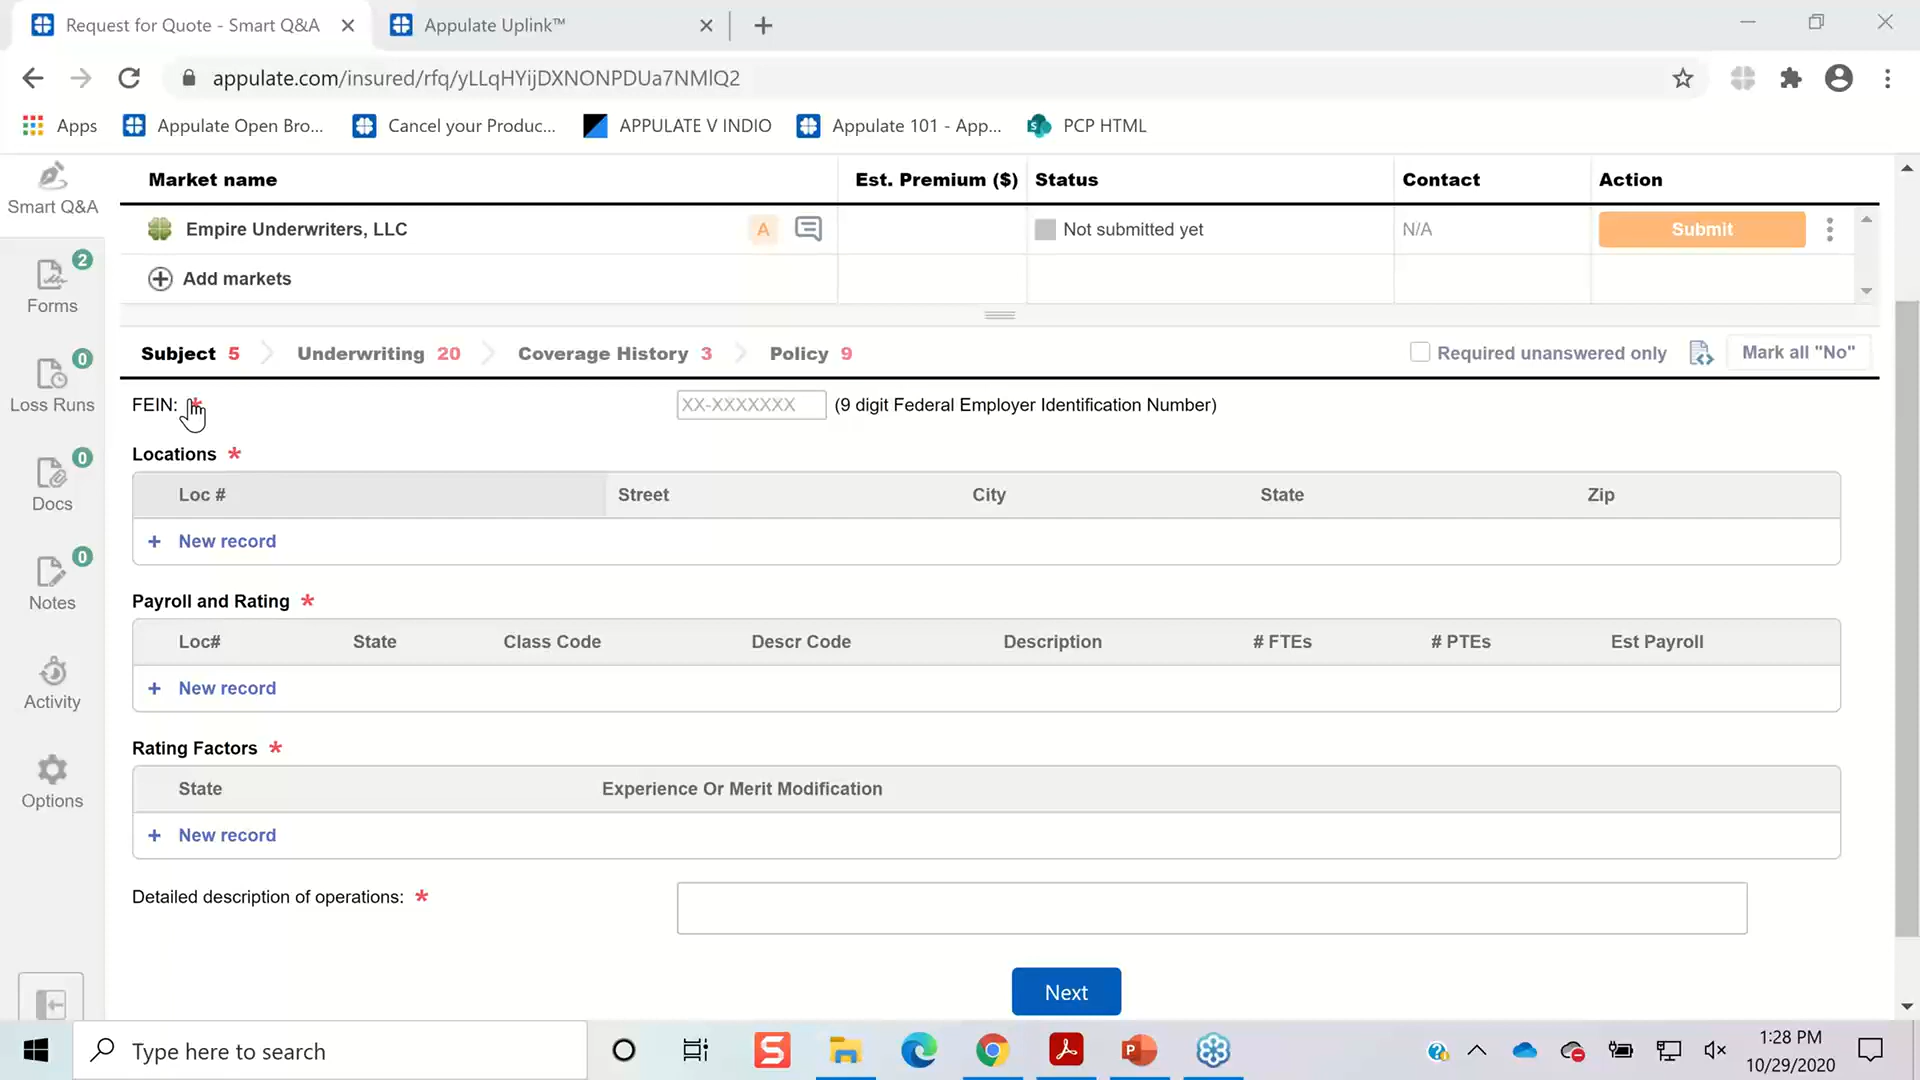 Request for Quote - Smart Q&A
Appulate Uplink™
appulate.com/insured/rfq/yLLqHYijDXNONPDUa7NMlQ2
Apps
Appulate Open Bro...
Cancel your Produc...
APPULATE V INDIO
Appulate 101 - App...
PCP HTML
Smart Q&A
2
Forms
0
Loss Runs
0
Docs
0
Notes
Activity
Options
Market name
Est. Premium ($)
Status
Contact
Action
Empire Underwriters, LLC
A
Not submitted yet
N/A
Submit
Add markets
Subject 5
Underwriting 20
Coverage History 3
Policy 9
Required unanswered only
Mark all "No"
FEIN: *
XX-XXXXXXX
(9 digit Federal Employer Identification Number)
Locations *
Loc #
Street
City
State
Zip
+ New record
Payroll and Rating *
Loc#
State
Class Code
Descr Code
Description
# FTEs
# PTEs
Est Payroll
+ New record
Rating Factors *
State
Experience Or Merit Modification
+ New record
Detailed description of operations: *
Next
Type here to search
1:28 PM
10/29/2020